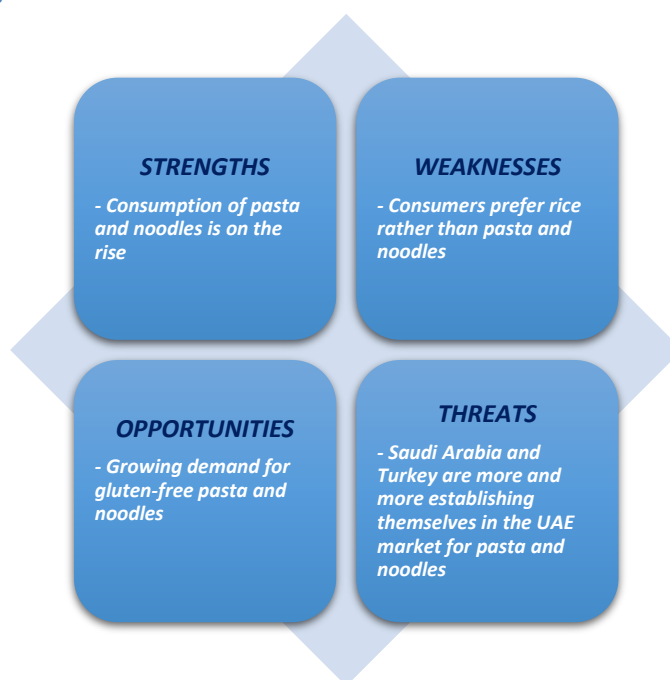 STRENGTHS
- Consumption of pasta
and noodles is on the
rise
WEAKNESSES
- Consumers prefer rice
rather than pasta and
noodles
OPPORTUNITIES
- Growing demand for
gluten-free pasta and
noodles
THREATS
- Saudi Arabia and
Turkey are more and
more establishing
themselves in the UAE
market for pasta and
noodles